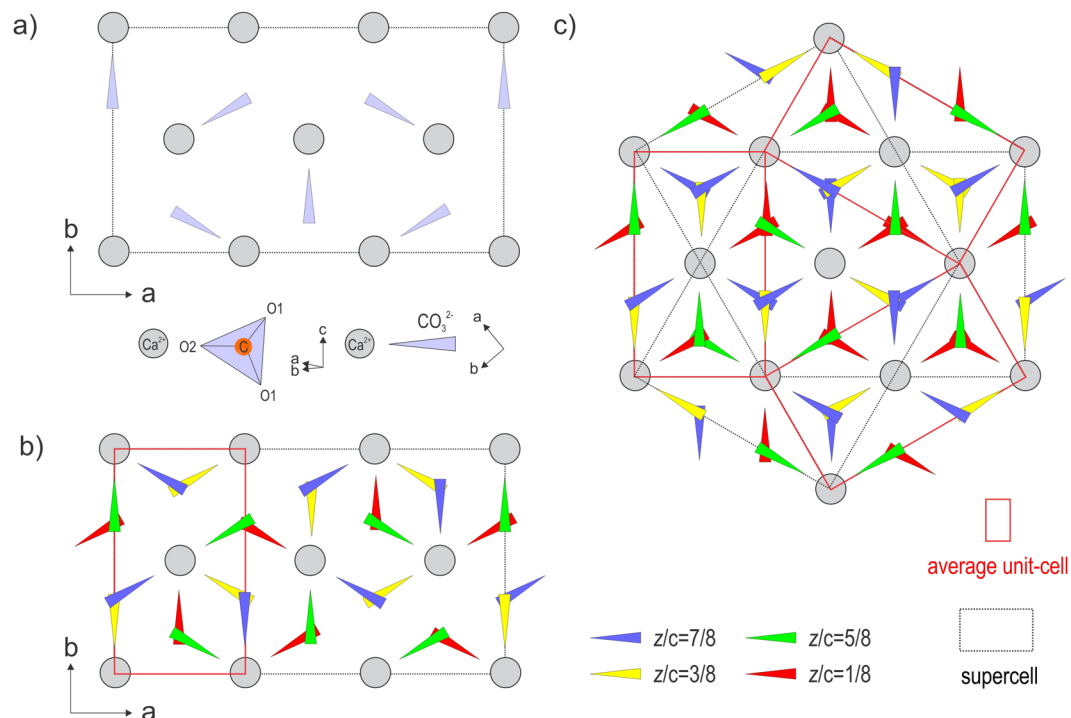 a)
b
a
Ca²⁺
O1
O2
C
O1
c
a
b
Ca²⁺
CO₃²⁻
a
b
b)
b
a
c)
average unit-cell
z/c=7/8
z/c=5/8
z/c=3/8
z/c=1/8
supercell